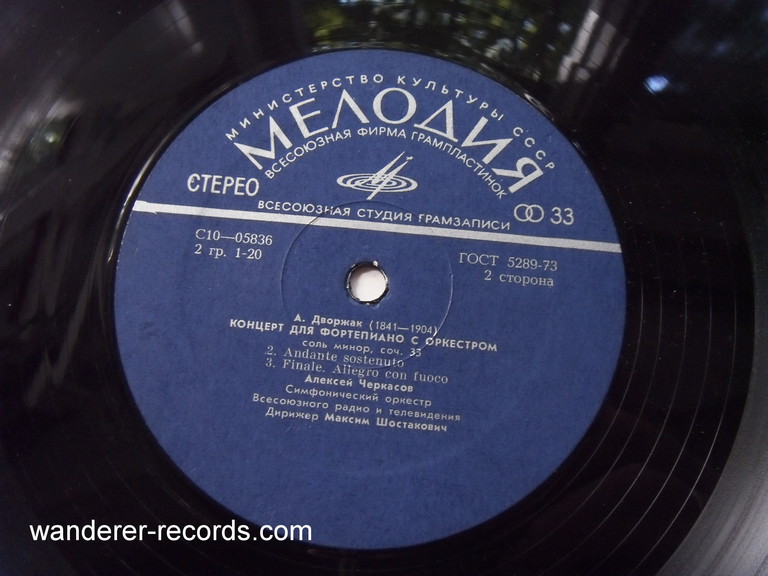 МИНИСТЕРСТВО КУЛЬТУРЫ СССР
МЕЛОДИЯ
ВСЕСОЮЗНАЯ ФИРМА ГРАМПЛАСТИНОК
СТЕРЕО
33
ВСЕСОЮЗНАЯ СТУДИЯ ГРАМЗАПИСИ
С10—05836
2 гр. 1-20
ГОСТ 5289-73
2 сторона
А. Дворжак (1841—1904)
КОНЦЕРТ ДЛЯ ФОРТЕПИАНО С ОРКЕСТРОМ
соль минор, соч. 33
2. Andante sostenuto
3. Finale. Allegro con fuoco
Алексей Черкасов
Симфонический оркестр
Всесоюзного радио и телевидения
Дирижер Максим Шостакович
wanderer-records.com